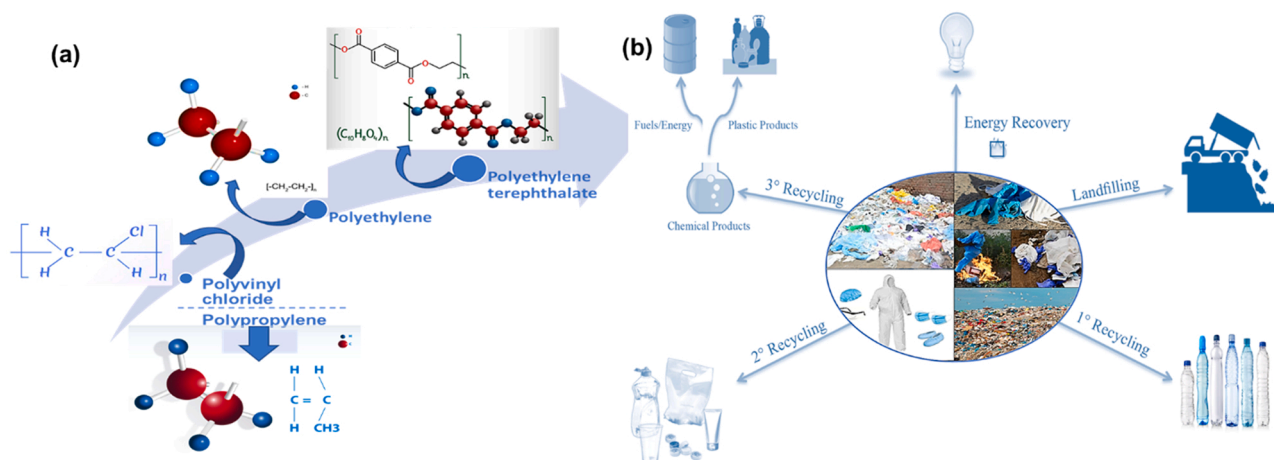 (a)
O
O
O
O
n
(C10H8O4)n
n
Polyethylene
terephthalate
[-CH2-CH2-]n
Polyethylene
H
Cl
C
C
H
H
n
Polyvinyl
chloride
Polypropylene
H H
C = C
H CH3
(b)
Fuels/Energy
Plastic Products
Chemical Products
3° Recycling
Energy Recovery
Landfilling
2° Recycling
1° Recycling